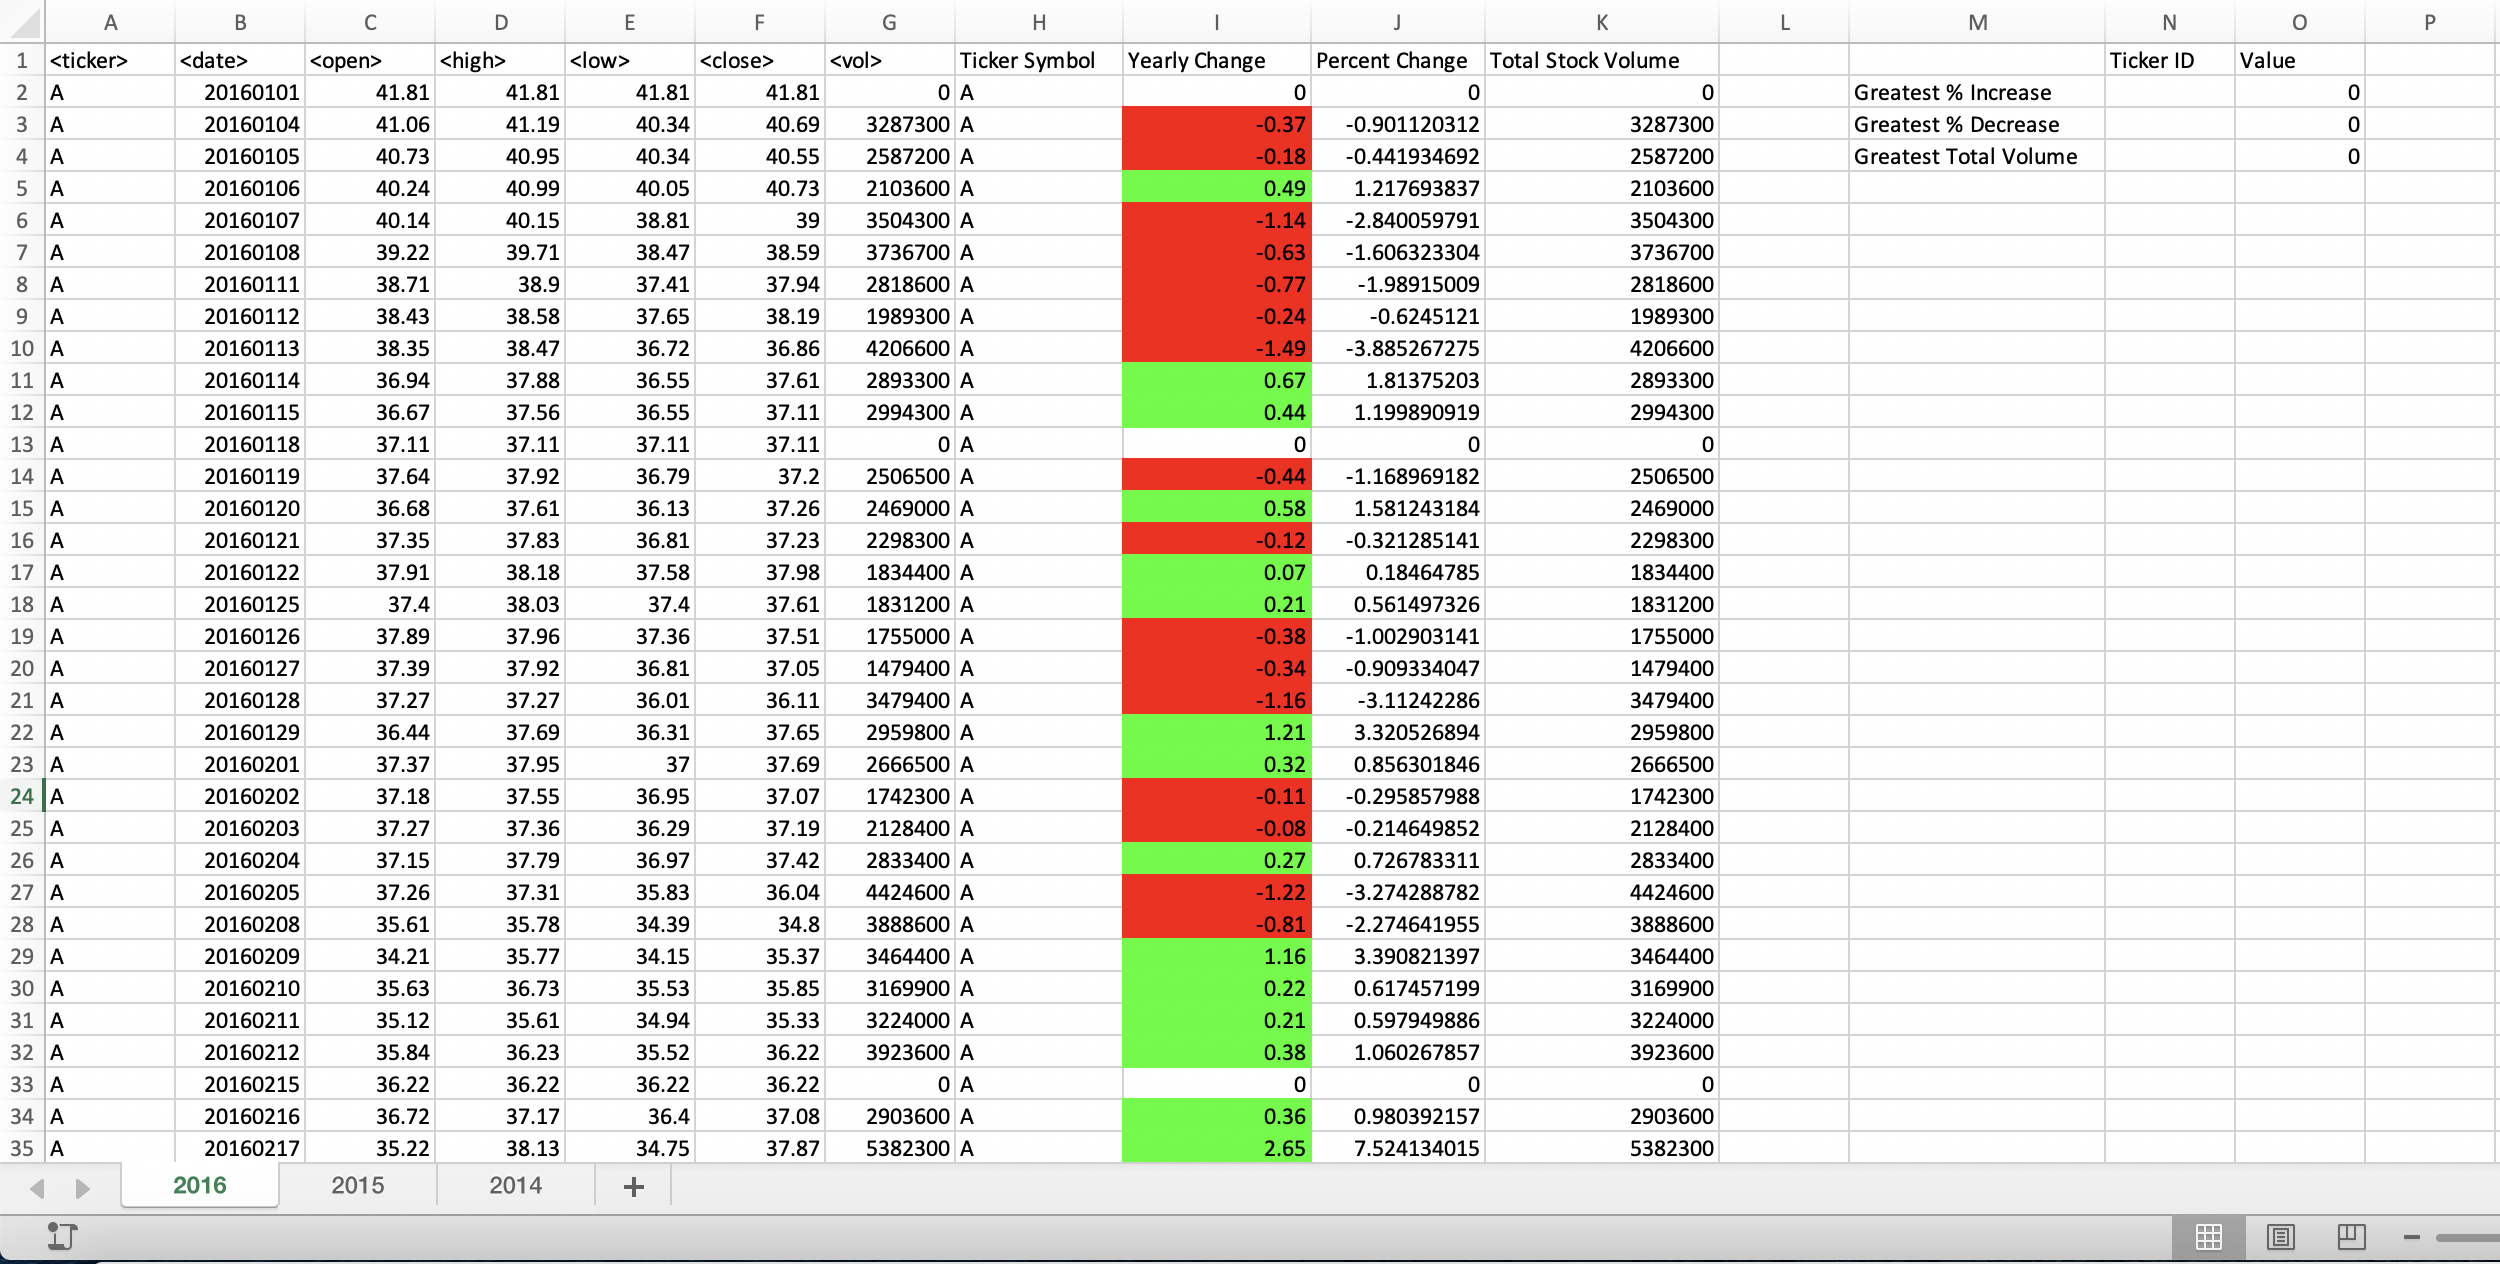 A B C D E F G H I J K L M N O P
1 <ticker> <date> <open> <high> <low> <close> <vol> Ticker Symbol Yearly Change Percent Change Total Stock Volume Ticker ID Value
2 A 20160101 41.81 41.81 41.81 41.81 0 A 0 0 0 Greatest % Increase 0
3 A 20160104 41.06 41.19 40.34 40.69 3287300 A -0.37 -0.901120312 3287300 Greatest % Decrease 0
4 A 20160105 40.73 40.95 40.34 40.55 2587200 A -0.18 -0.441934692 2587200 Greatest Total Volume 0
5 A 20160106 40.24 40.99 40.05 40.73 2103600 A 0.49 1.217693837 2103600
6 A 20160107 40.14 40.15 38.81 39 3504300 A -1.14 -2.840059791 3504300
7 A 20160108 39.22 39.71 38.47 38.59 3736700 A -0.63 -1.606323304 3736700
8 A 20160111 38.71 38.9 37.41 37.94 2818600 A -0.77 -1.98915009 2818600
9 A 20160112 38.43 38.58 37.65 38.19 1989300 A -0.24 -0.6245121 1989300
10 A 20160113 38.35 38.47 36.72 36.86 4206600 A -1.49 -3.885267275 4206600
11 A 20160114 36.94 37.88 36.55 37.61 2893300 A 0.67 1.81375203 2893300
12 A 20160115 36.67 37.56 36.55 37.11 2994300 A 0.44 1.199890919 2994300
13 A 20160118 37.11 37.11 37.11 37.11 0 A 0 0 0
14 A 20160119 37.64 37.92 36.79 37.2 2506500 A -0.44 -1.168969182 2506500
15 A 20160120 36.68 37.61 36.13 37.26 2469000 A 0.58 1.581243184 2469000
16 A 20160121 37.35 37.83 36.81 37.23 2298300 A -0.12 -0.321285141 2298300
17 A 20160122 37.91 38.18 37.58 37.98 1834400 A 0.07 0.18464785 1834400
18 A 20160125 37.4 38.03 37.4 37.61 1831200 A 0.21 0.561497326 1831200
19 A 20160126 37.89 37.96 37.36 37.51 1755000 A -0.38 -1.002903141 1755000
20 A 20160127 37.39 37.92 36.81 37.05 1479400 A -0.34 -0.909334047 1479400
21 A 20160128 37.27 37.27 36.01 36.11 3479400 A -1.16 -3.11242286 3479400
22 A 20160129 36.44 37.69 36.31 37.65 2959800 A 1.21 3.320526894 2959800
23 A 20160201 37.37 37.95 37 37.69 2666500 A 0.32 0.856301846 2666500
24 A 20160202 37.18 37.55 36.95 37.07 1742300 A -0.11 -0.295857988 1742300
25 A 20160203 37.27 37.36 36.29 37.19 2128400 A -0.08 -0.214649852 2128400
26 A 20160204 37.15 37.79 36.97 37.42 2833400 A 0.27 0.726783311 2833400
27 A 20160205 37.26 37.31 35.83 36.04 4424600 A -1.22 -3.274288782 4424600
28 A 20160208 35.61 35.78 34.39 34.8 3888600 A -0.81 -2.274641955 3888600
29 A 20160209 34.21 35.77 34.15 35.37 3464400 A 1.16 3.390821397 3464400
30 A 20160210 35.63 36.73 35.53 35.85 3169900 A 0.22 0.617457199 3169900
31 A 20160211 35.12 35.61 34.94 35.33 3224000 A 0.21 0.597949886 3224000
32 A 20160212 35.84 36.23 35.52 36.22 3923600 A 0.38 1.060267857 3923600
33 A 20160215 36.22 36.22 36.22 36.22 0 A 0 0 0
34 A 20160216 36.72 37.17 36.4 37.08 2903600 A 0.36 0.980392157 2903600
35 A 20160217 35.22 38.13 34.75 37.87 5382300 A 2.65 7.524134015 5382300
2016 2015 2014 +